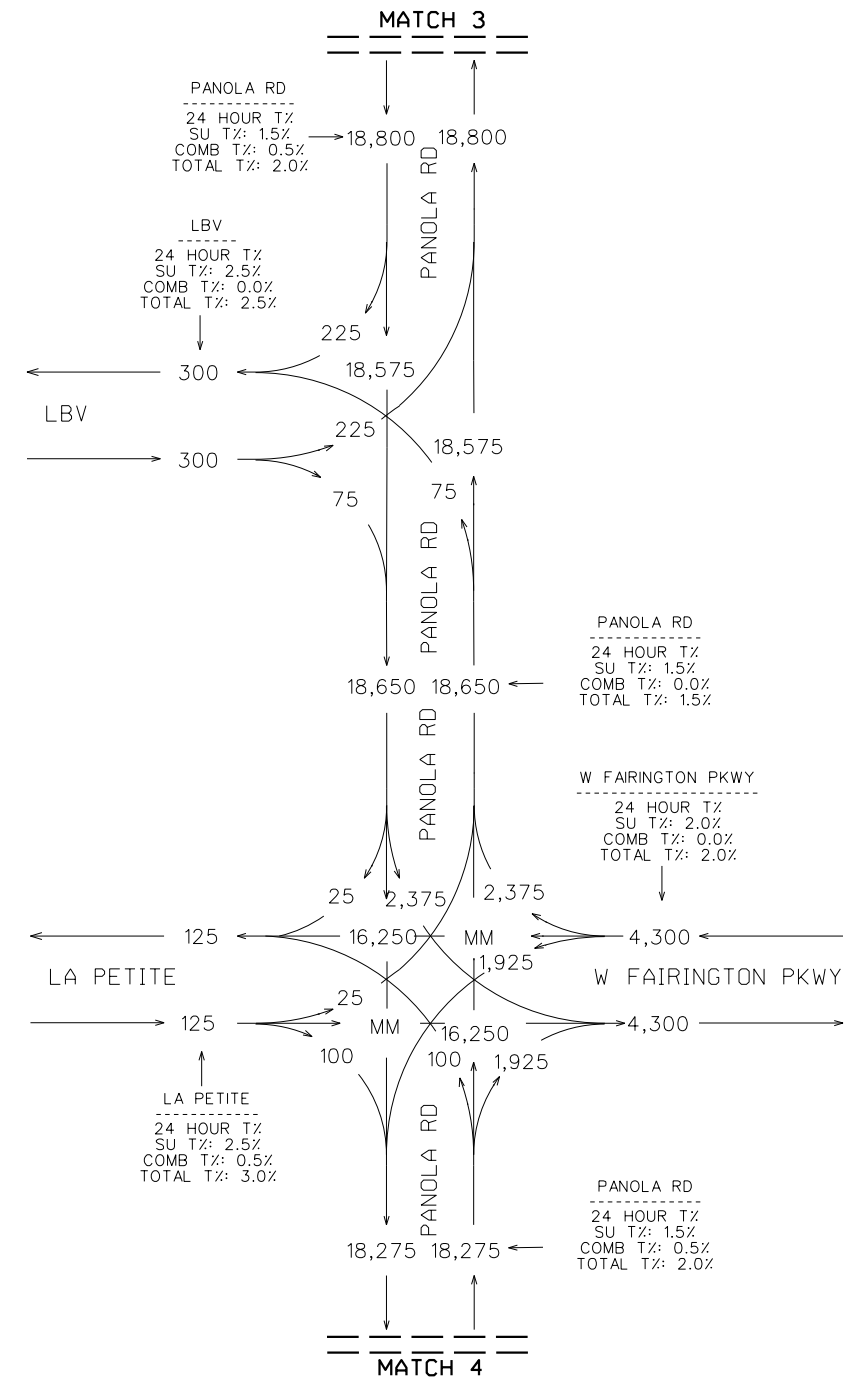 MATCH 3
PANOLA RD
24 HOUR T%
SU T%: 1.5%
COMB T%: 0.5%
TOTAL T%: 2.0%
18,800 18,800
PANOLA RD
LBV
24 HOUR T%
SU T%: 2.5%
COMB T%: 0.0%
TOTAL T%: 2.5%
225
300
18,575
LBV
225
18,575
300
75
75
PANOLA RD
PANOLA RD
24 HOUR T%
SU T%: 1.5%
COMB T%: 0.0%
TOTAL T%: 1.5%
18,650 18,650
PANOLA RD
W FAIRINGTON PKWY
24 HOUR T%
SU T%: 2.0%
COMB T%: 0.0%
TOTAL T%: 2.0%
25
2,375
2,375
125
16,250
MM
4,300
LA PETITE
1,925
W FAIRINGTON PKWY
25
125
MM
16,250
4,300
100
100
1,925
LA PETITE
24 HOUR T%
SU T%: 2.5%
COMB T%: 0.5%
TOTAL T%: 3.0%
PANOLA RD
PANOLA RD
24 HOUR T%
SU T%: 1.5%
COMB T%: 0.5%
TOTAL T%: 2.0%
18,275 18,275
MATCH 4